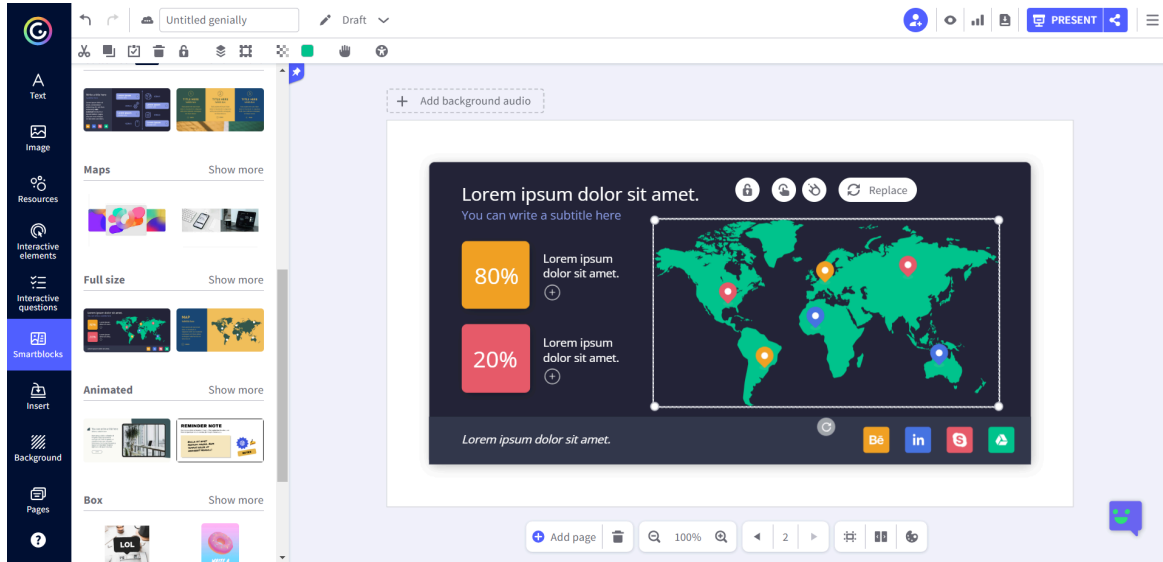 Untitled genially
Draft
PRESENT
Text
Image
Resources
Interactive
elements
Interactive
questions
Smartblocks
Insert
Background
Pages
?
Maps
Show more
Full size
Show more
Animated
Show more
REMINDER NOTE
Box
Show more
LOL
Add background audio
Lorem ipsum dolor sit amet.
You can write a subtitle here
Replace
80%
Lorem ipsum
dolor sit amet.
20%
Lorem ipsum
dolor sit amet.
Lorem ipsum dolor sit amet.
Bē
in
S
Add page
100%
2